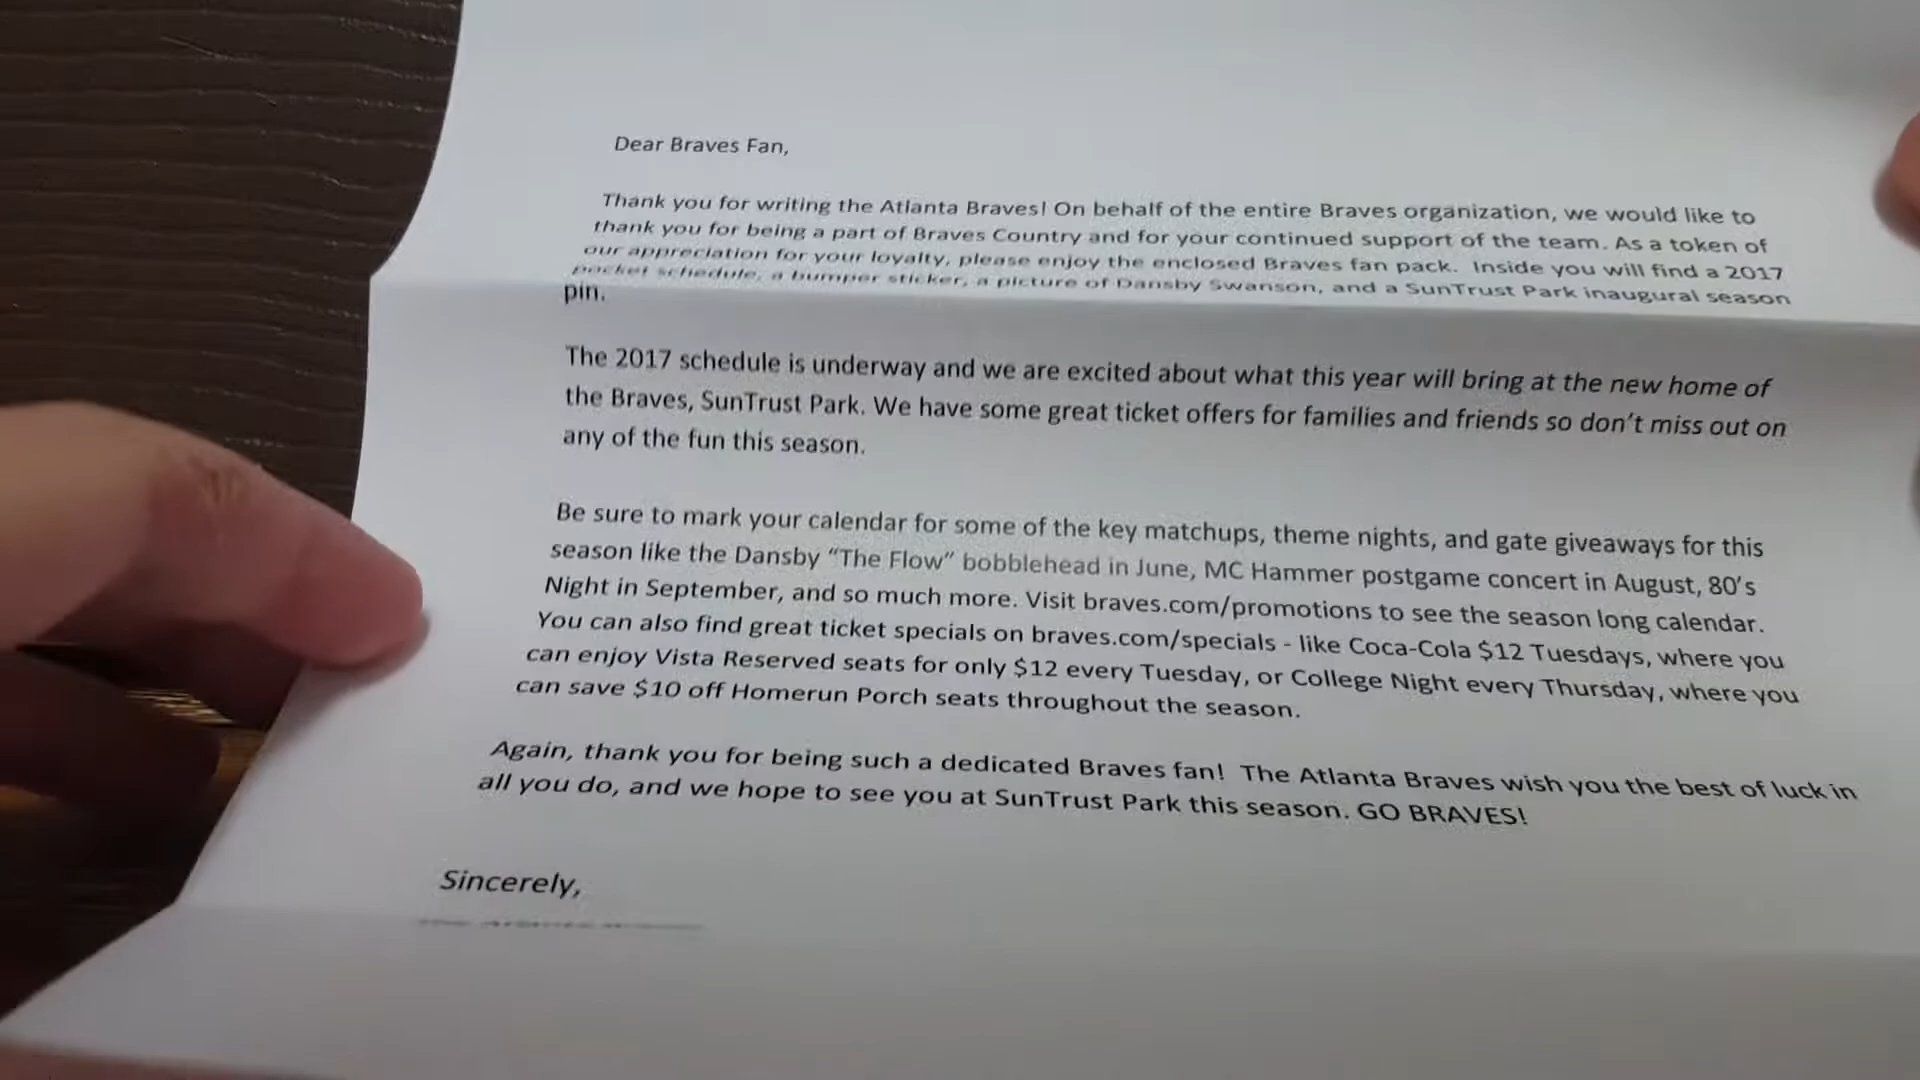 Dear Braves Fan,
Thank you for writing the Atlanta Braves! On behalf of the entire Braves organization, we would like to
thank you for being a part of Braves Country and for your continued support of the team. As a token of
our appreciation for your loyalty, please enjoy the enclosed Braves fan pack. Inside you will find a 2017
pocket schedule, a bumper sticker, a picture of Dansby Swanson, and a SunTrust Park inaugural season
pin.
The 2017 schedule is underway and we are excited about what this year will bring at the new home of
the Braves, SunTrust Park. We have some great ticket offers for families and friends so don't miss out on
any of the fun this season.
Be sure to mark your calendar for some of the key matchups, theme nights, and gate giveaways for this
season like the Dansby “The Flow” bobblehead in June, MC Hammer postgame concert in August, 80's
Night in September, and so much more. Visit braves.com/promotions to see the season long calendar.
You can also find great ticket specials on braves.com/specials - like Coca-Cola $12 Tuesdays, where you
can enjoy Vista Reserved seats for only $12 every Tuesday, or College Night every Thursday, where you
can save $10 off Homerun Porch seats throughout the season.
Again, thank you for being such a dedicated Braves fan! The Atlanta Braves wish you the best of luck in
all you do, and we hope to see you at SunTrust Park this season. GO BRAVES!
Sincerely,